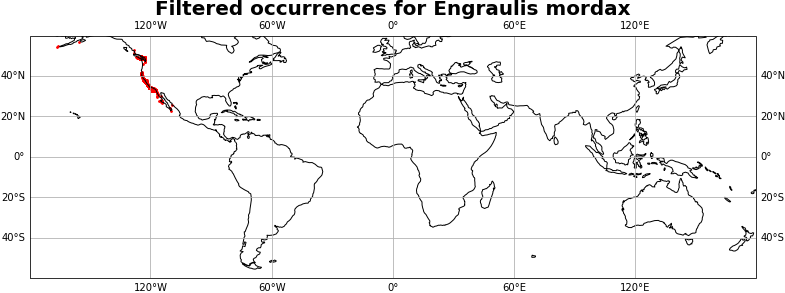 Filtered occurrences for Engraulis mordax
120°W 60°W 0° 60°E 120°E
40°N 40°N
20°N 20°N
0° 0°
20°S 20°S
40°S 40°S
120°W 60°W 0° 60°E 120°E